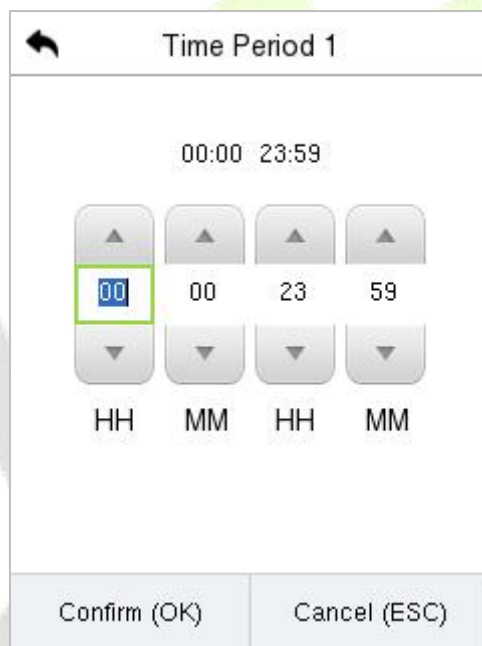 Time Period 1
00:00 23:59
00 00 23 59
HH MM HH MM
Confirm (OK) Cancel (ESC)